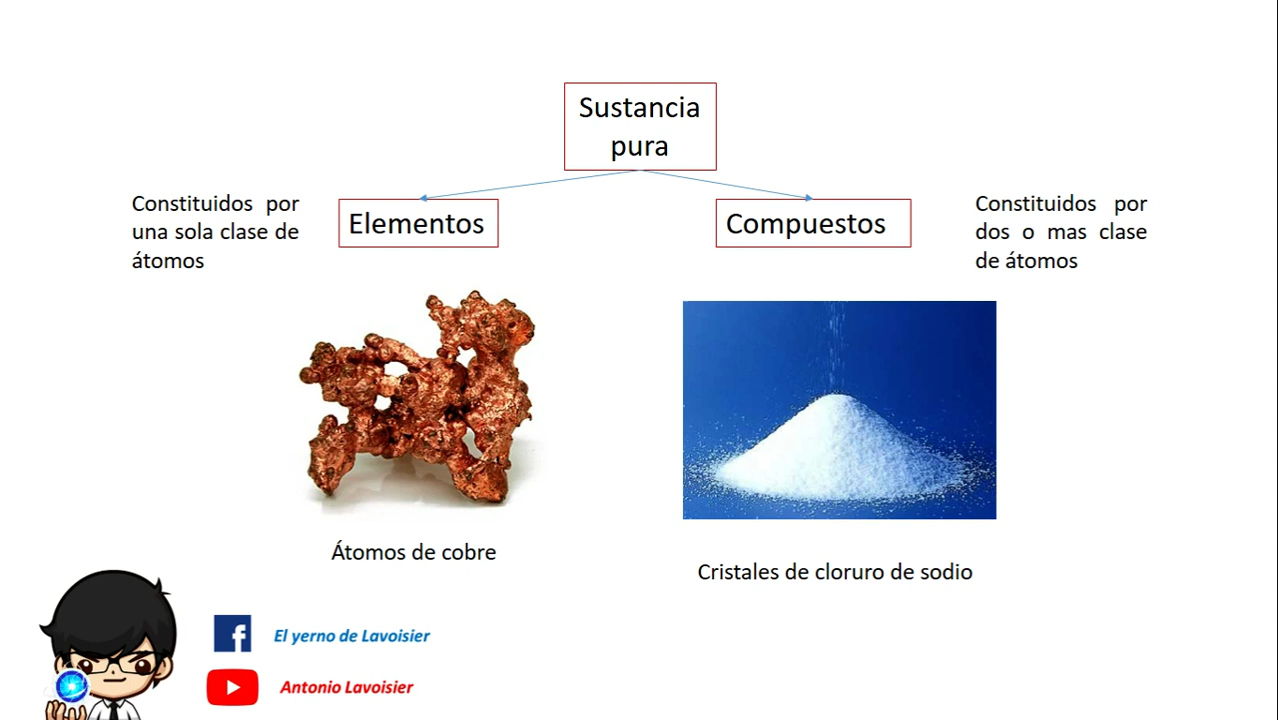 Sustancia
pura
Constituidos por
una sola clase de
átomos
Elementos
Compuestos
Constituidos por
dos o mas clase
de átomos
Átomos de cobre
Cristales de cloruro de sodio
El yerno de Lavoisier
Antonio Lavoisier